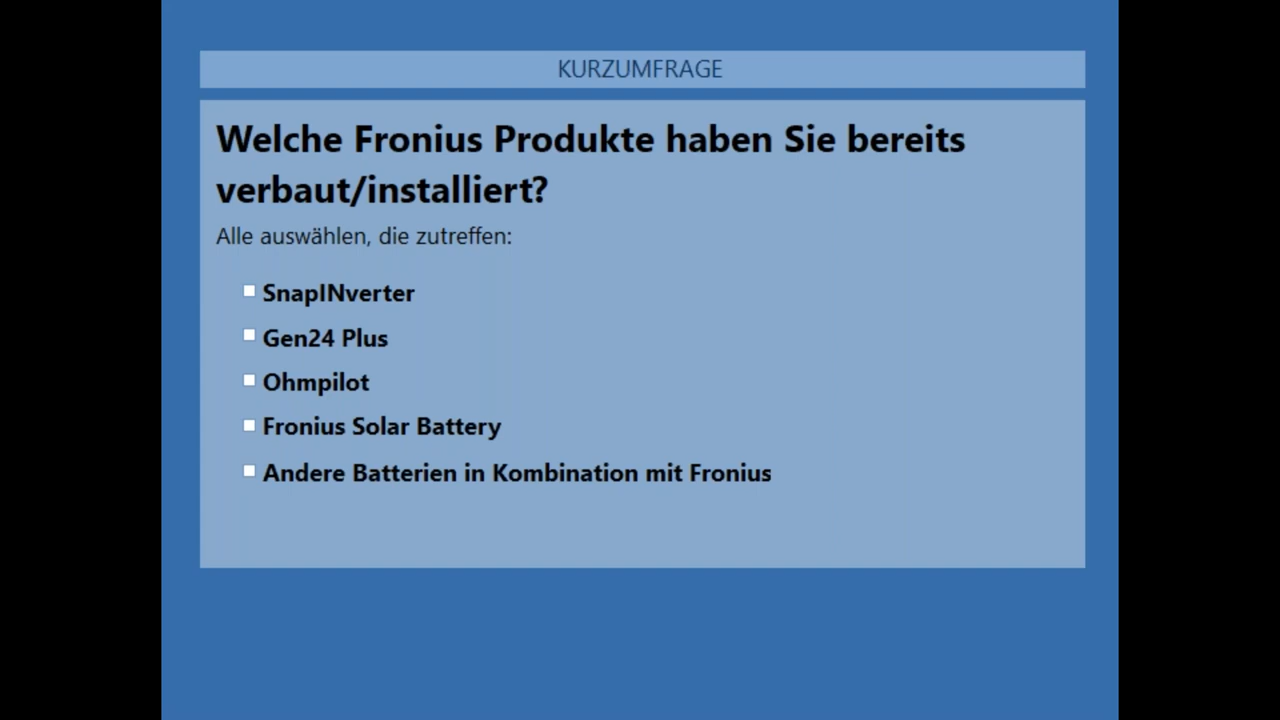 KURZUMFRAGE
Welche Fronius Produkte haben Sie bereits
verbaut/installiert?
Alle auswählen, die zutreffen:
SnapINverter
Gen24 Plus
Ohmpilot
Fronius Solar Battery
Andere Batterien in Kombination mit Fronius